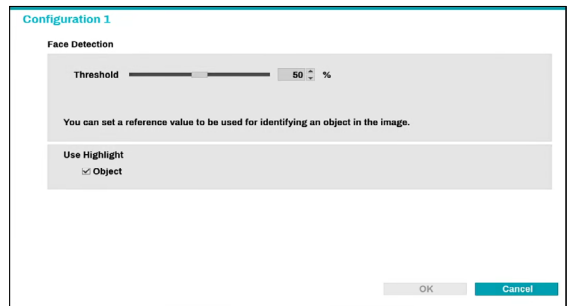 Configuration 1
Face Detection
Threshold 50 %
You can set a reference value to be used for identifying an object in the image.
Use Highlight
Object
OK Cancel